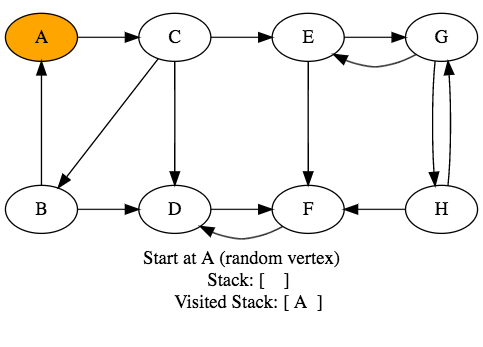 A C E G
B D F H
Start at A (random vertex)
Stack: [ ]
Visited Stack: [ A ]